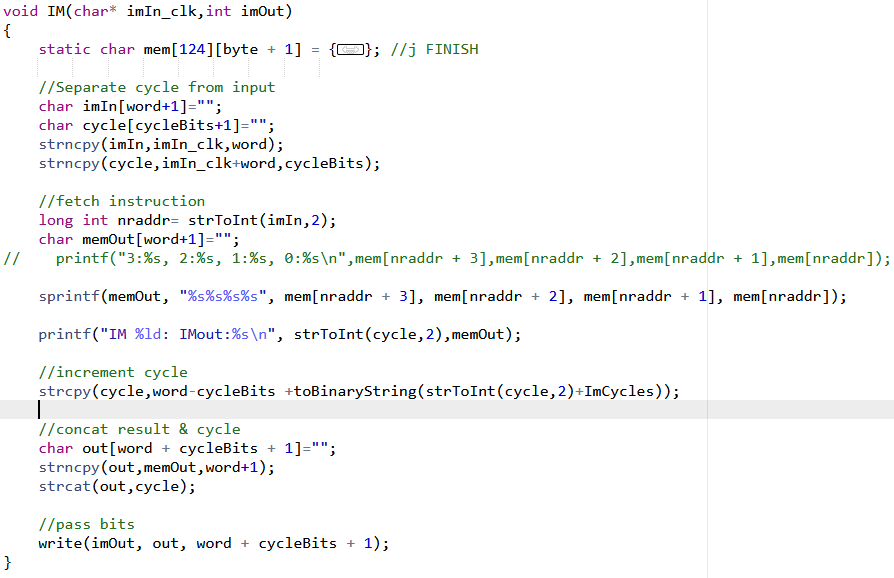 void IM(char* imIn_clk,int imOut)
{
    static char mem[124][byte + 1] = {}; //j FINISH

    //Separate cycle from input
    char imIn[word+1]="";
    char cycle[cycleBits+1]="";
    strncpy(imIn,imIn_clk,word);
    strncpy(cycle,imIn_clk+word,cycleBits);

    //fetch instruction
    long int nraddr= strToInt(imIn,2);
    char memOut[word+1]="";
//    printf("3:%s, 2:%s, 1:%s, 0:%s\n",mem[nraddr + 3],mem[nraddr + 2],mem[nraddr + 1],mem[nraddr]);

    sprintf(memOut, "%s%s%s%s", mem[nraddr + 3], mem[nraddr + 2], mem[nraddr + 1], mem[nraddr]);

    printf("IM %ld: IMout:%s\n", strToInt(cycle,2),memOut);

    //increment cycle
    strcpy(cycle,word-cycleBits +toBinaryString(strToInt(cycle,2)+ImCycles));

    //concat result & cycle
    char out[word + cycleBits + 1]="";
    strncpy(out,memOut,word+1);
    strcat(out,cycle);

    //pass bits
    write(imOut, out, word + cycleBits + 1);
}